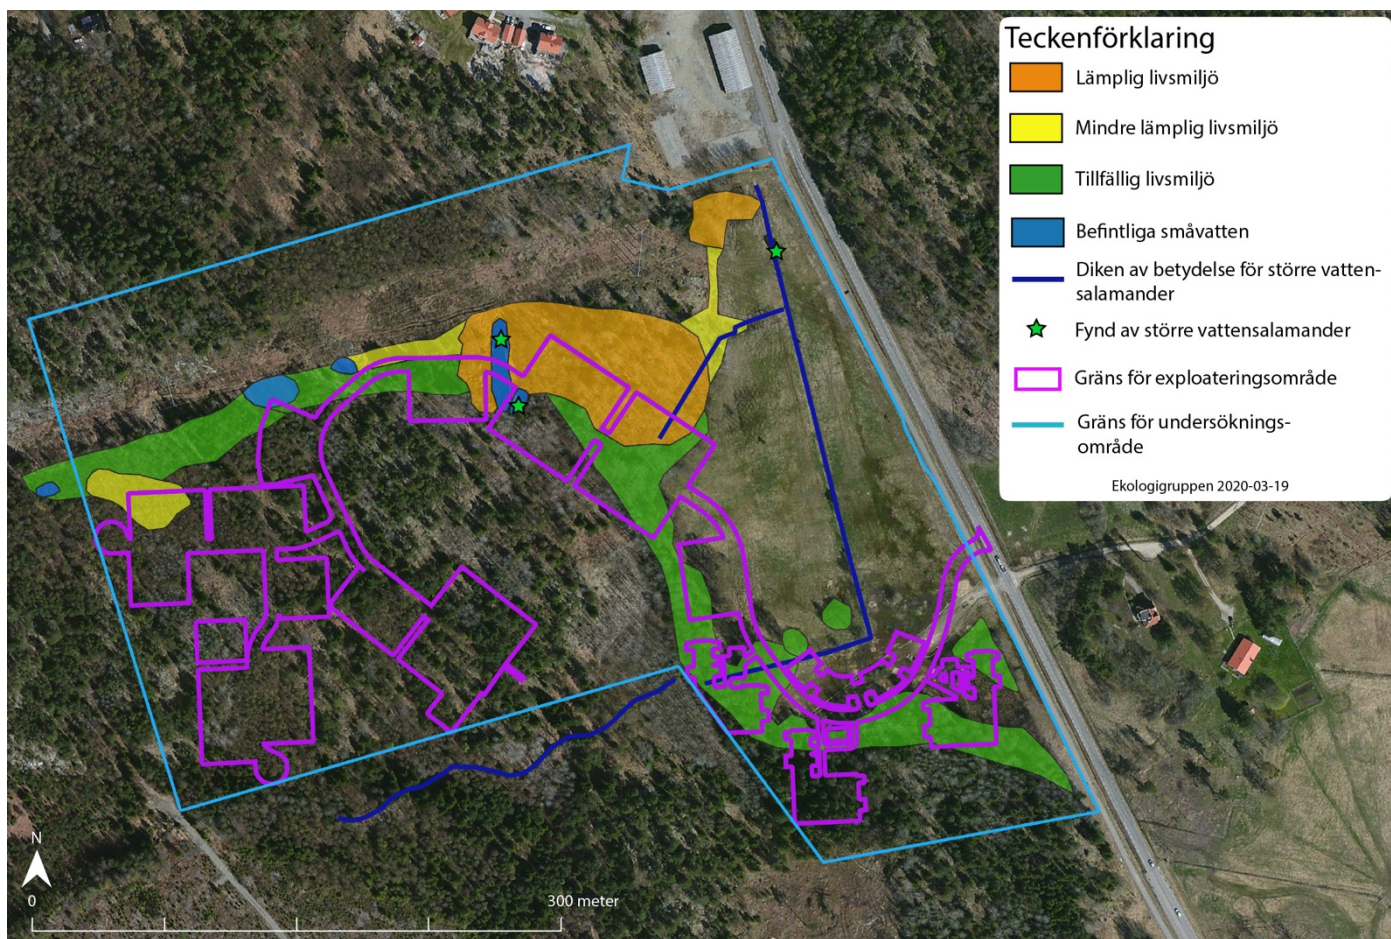 Teckenförklaring
Lämplig livsmiljö
Mindre lämplig livsmiljö
Tillfällig livsmiljö
Befintliga småvatten
Diken av betydelse för större vatten-
salamander
Fynd av större vattensalamander
Gräns för exploateringsområde
Gräns för undersöknings-
område
Ekologigruppen 2020-03-19
N
0
300 meter